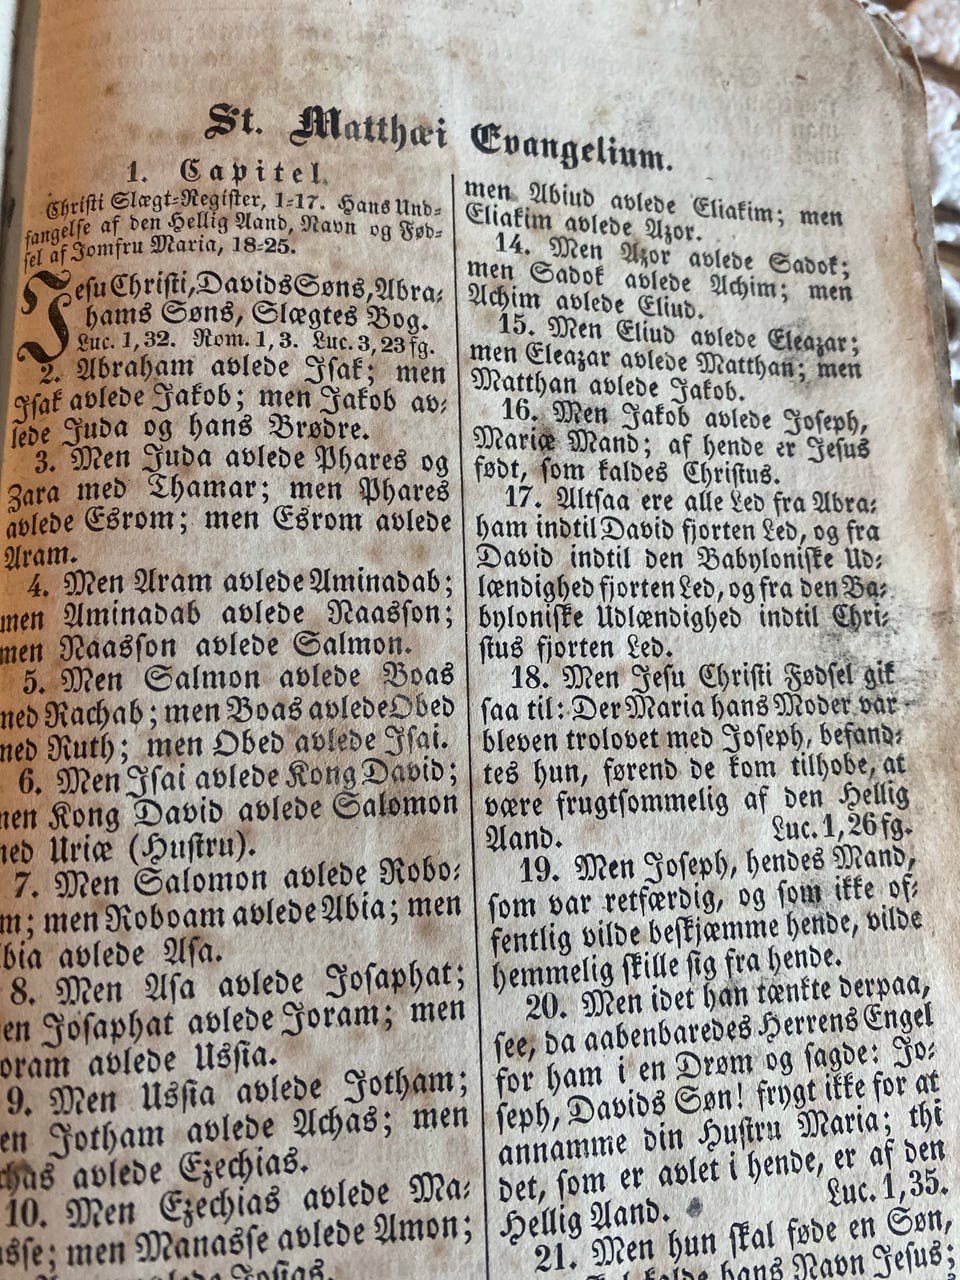 St. Matthæi Evangelium.
1. Capitel.
Christi Slægt-Register, 1-17. Hans Und-
fangelse af den Hellig Aand, Navn og Fød-
sel af Jomfru Maria, 18-25.
Jesu Christi, Davids Søns, Abra-
hams Søns, Slægtes Bog.
Luc. 1, 32. Rom. 1, 3. Luc. 3, 23 fg.
2. Abraham avlede Isak; men
Isak avlede Jakob; men Jakob av-
lede Juda og hans Brødre.
3. Men Juda avlede Phares og
Zara med Thamar; men Phares
avlede Esrom; men Esrom avlede
Aram.
4. Men Aram avlede Aminadab;
men Aminadab avlede Naasson;
men Naasson avlede Salmon.
5. Men Salmon avlede Boas
med Rachab; men Boas avlede Obed
med Ruth; men Obed avlede Isai.
6. Men Isai avlede Kong David;
men Kong David avlede Salomon
med Uriæ (Hustru).
7. Men Salomon avlede Robo-
am; men Roboam avlede Abia; men
Abia avlede Asa.
8. Men Asa avlede Josaphat;
men Josaphat avlede Joram; men
Joram avlede Ussia.
9. Men Ussia avlede Jotham;
men Jotham avlede Achas; men
Achas avlede Ezechias.
10. Men Ezechias avlede Ma-
nasse; men Manasse avlede Amon;
avlede Josias.
men Abiud avlede Eliakim; men
Eliakim avlede Azor.
14. Men Azor avlede Sadok;
men Sadok avlede Achim; men
Achim avlede Eliud.
15. Men Eliud avlede Eleazar;
men Eleazar avlede Matthan; men
Matthan avlede Jakob.
16. Men Jakob avlede Joseph,
Mariæ Mand; af hende er Jesus
født, som kaldes Christus.
17. Altsaa ere alle Led fra Abra-
ham indtil David fjorten Led, og fra
David indtil den Babyloniske Ud-
lændighed fjorten Led, og fra den Ba-
byloniske Udlændighed indtil Chri-
stus fjorten Led.
18. Men Jesu Christi Fødsel gik
saa til: Der Maria hans Moder var
bleven trolovet med Joseph, befand-
tes hun, førend de kom tilhobe, at
være frugtsommelig af den Hellig
Aand. Luc. 1, 26 fg.
19. Men Joseph, hendes Mand,
som var retfærdig, og som ikke of-
fentlig vilde beskjæmme hende, vilde
hemmelig skille sig fra hende.
20. Men idet han tænkte derpaa,
see, da aabenbaredes Herrens Engel
for ham i en Drøm og sagde: Jo-
seph, Davids Søn! frygt ikke for at
annamme din Hustru Maria; thi
det, som er avlet i hende, er af den
Hellig Aand. Luc. 1, 35.
21. Men hun skal føde en Søn,
kalde hans Navn Jesus;